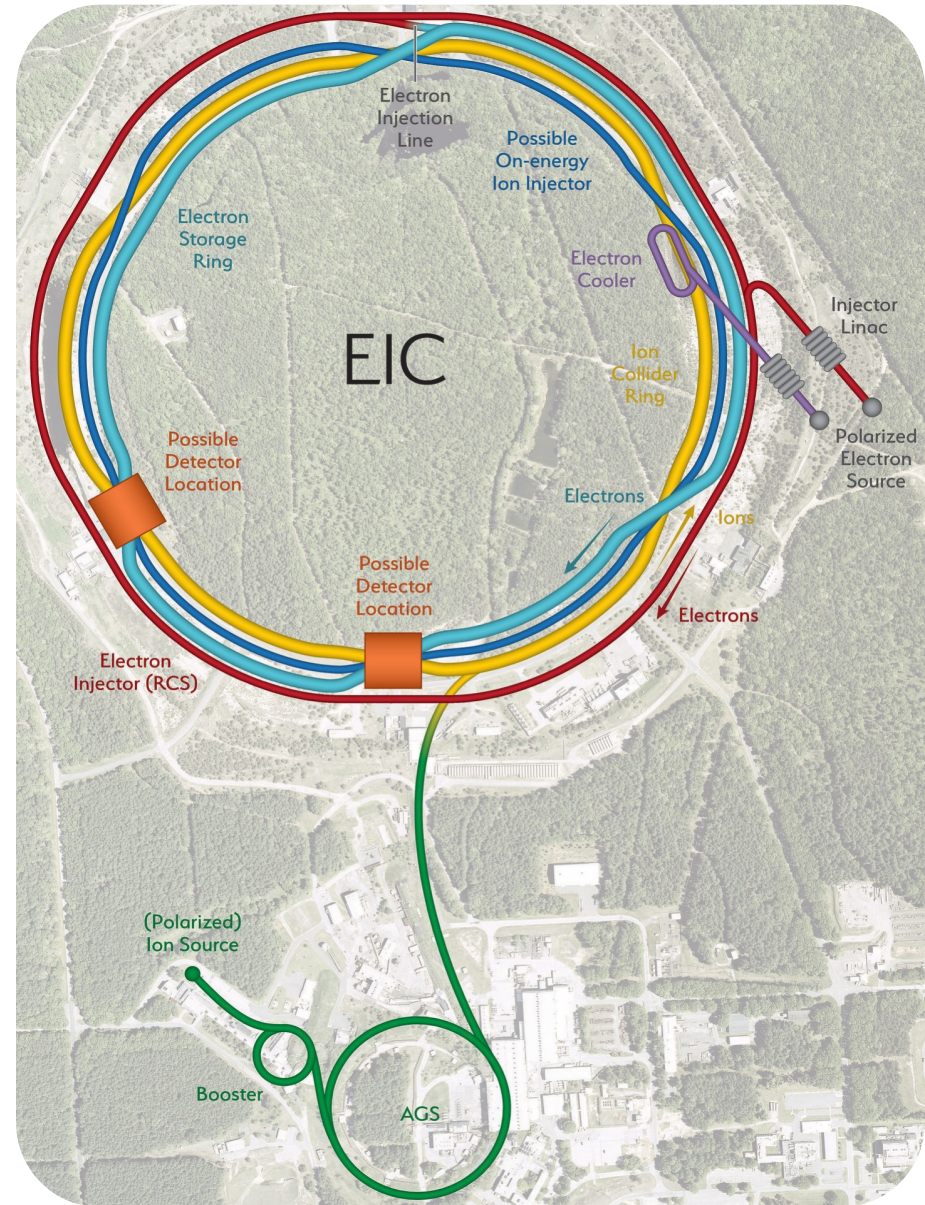 Electron
Injection
Line
Possible
On-energy
Ion Injector
Electron
Storage
Ring
Electron
Cooler
Injector
Linac
EIC
Ion
Collider
Ring
Possible
Detector
Location
Polarized
Electron
Source
Electrons
Ions
Possible
Detector
Location
Electrons
Electron
Injector (RCS)
(Polarized)
Ion Source
Booster
AGS